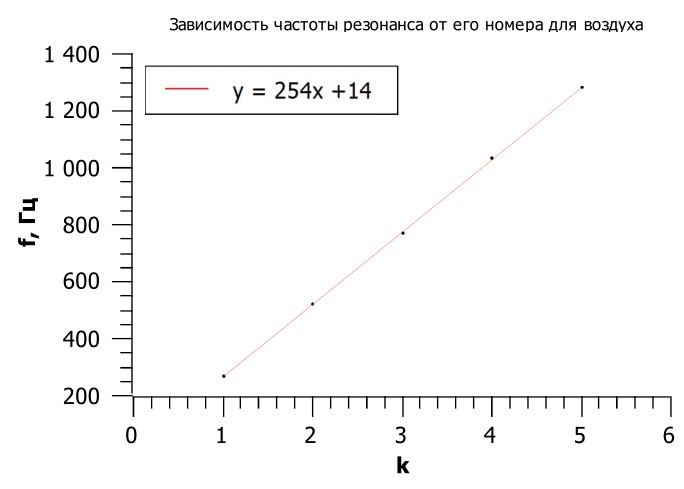 Зависимость частоты резонанса от его номера для воздуха
y = 254x +14
1 400
1 200
1 000
800
600
400
200
f, Гц
0 1 2 3 4 5 6
k